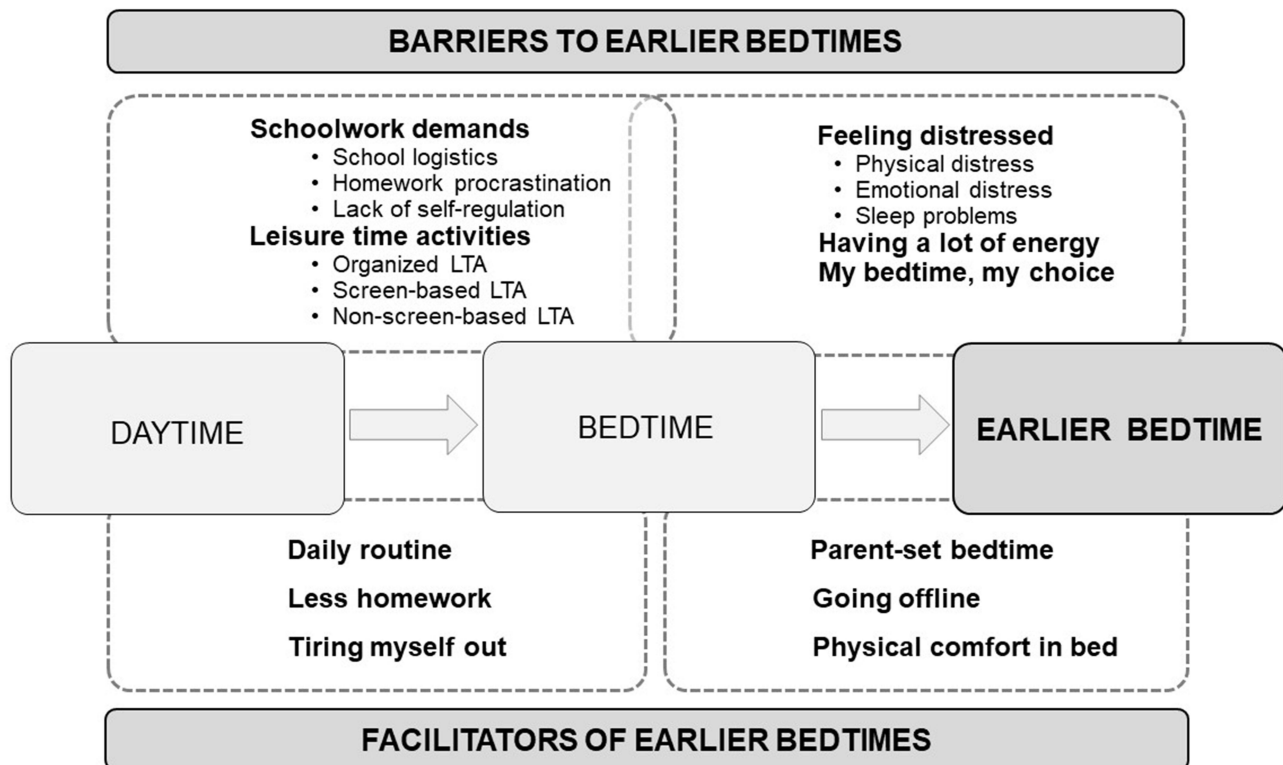 BARRIERS TO EARLIER BEDTIMES
Schoolwork demands
• School logistics
• Homework procrastination
• Lack of self-regulation
Leisure time activities
• Organized LTA
• Screen-based LTA
• Non-screen-based LTA
Feeling distressed
• Physical distress
• Emotional distress
• Sleep problems
Having a lot of energy
My bedtime, my choice
DAYTIME
BEDTIME
EARLIER BEDTIME
Daily routine
Less homework
Tiring myself out
Parent-set bedtime
Going offline
Physical comfort in bed
FACILITATORS OF EARLIER BEDTIMES